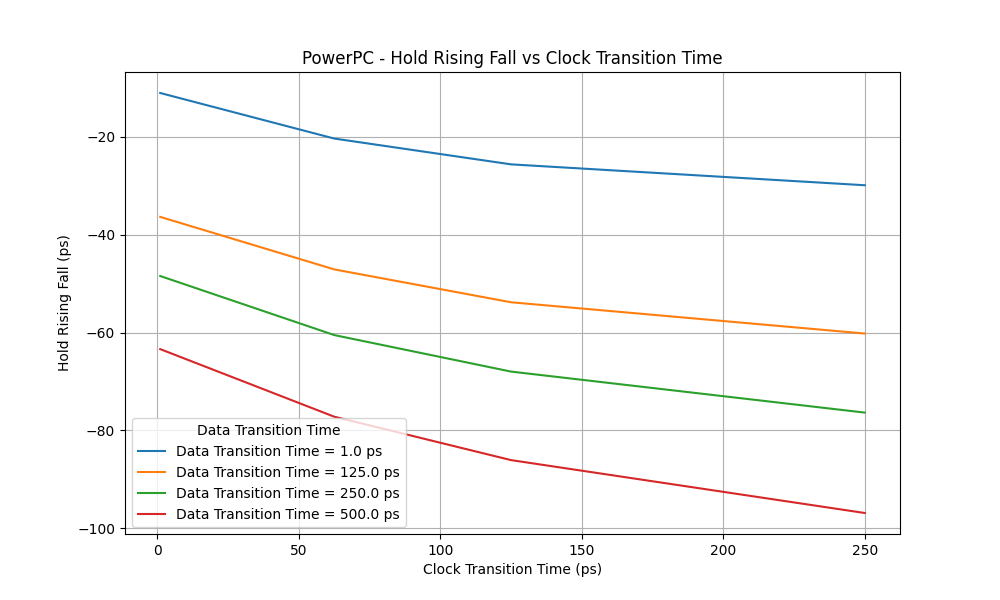 PowerPC - Hold Rising Fall vs Clock Transition Time
Hold Rising Fall (ps)
−20
−40
−60
−80
−100
Data Transition Time
Data Transition Time = 1.0 ps
Data Transition Time = 125.0 ps
Data Transition Time = 250.0 ps
Data Transition Time = 500.0 ps
0 50 100 150 200 250
Clock Transition Time (ps)